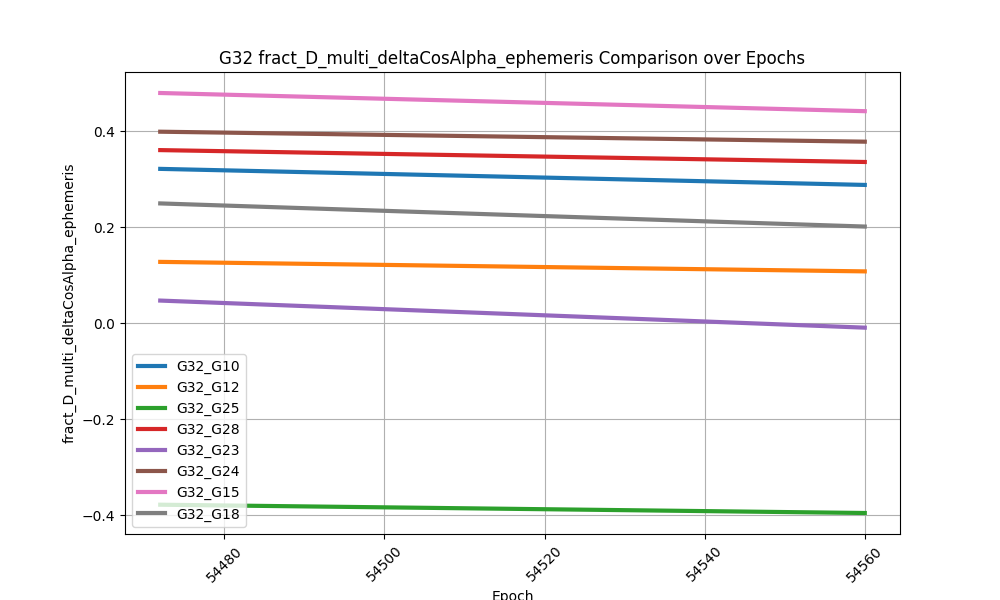 G32 fract_D_multi_deltaCosAlpha_ephemeris Comparison over Epochs
fract_D_multi_deltaCosAlpha_ephemeris
0.4
0.2
0.0
−0.2
−0.4
G32_G10
G32_G12
G32_G25
G32_G28
G32_G23
G32_G24
G32_G15
G32_G18
54480
54500
54520
54540
54560
Epoch